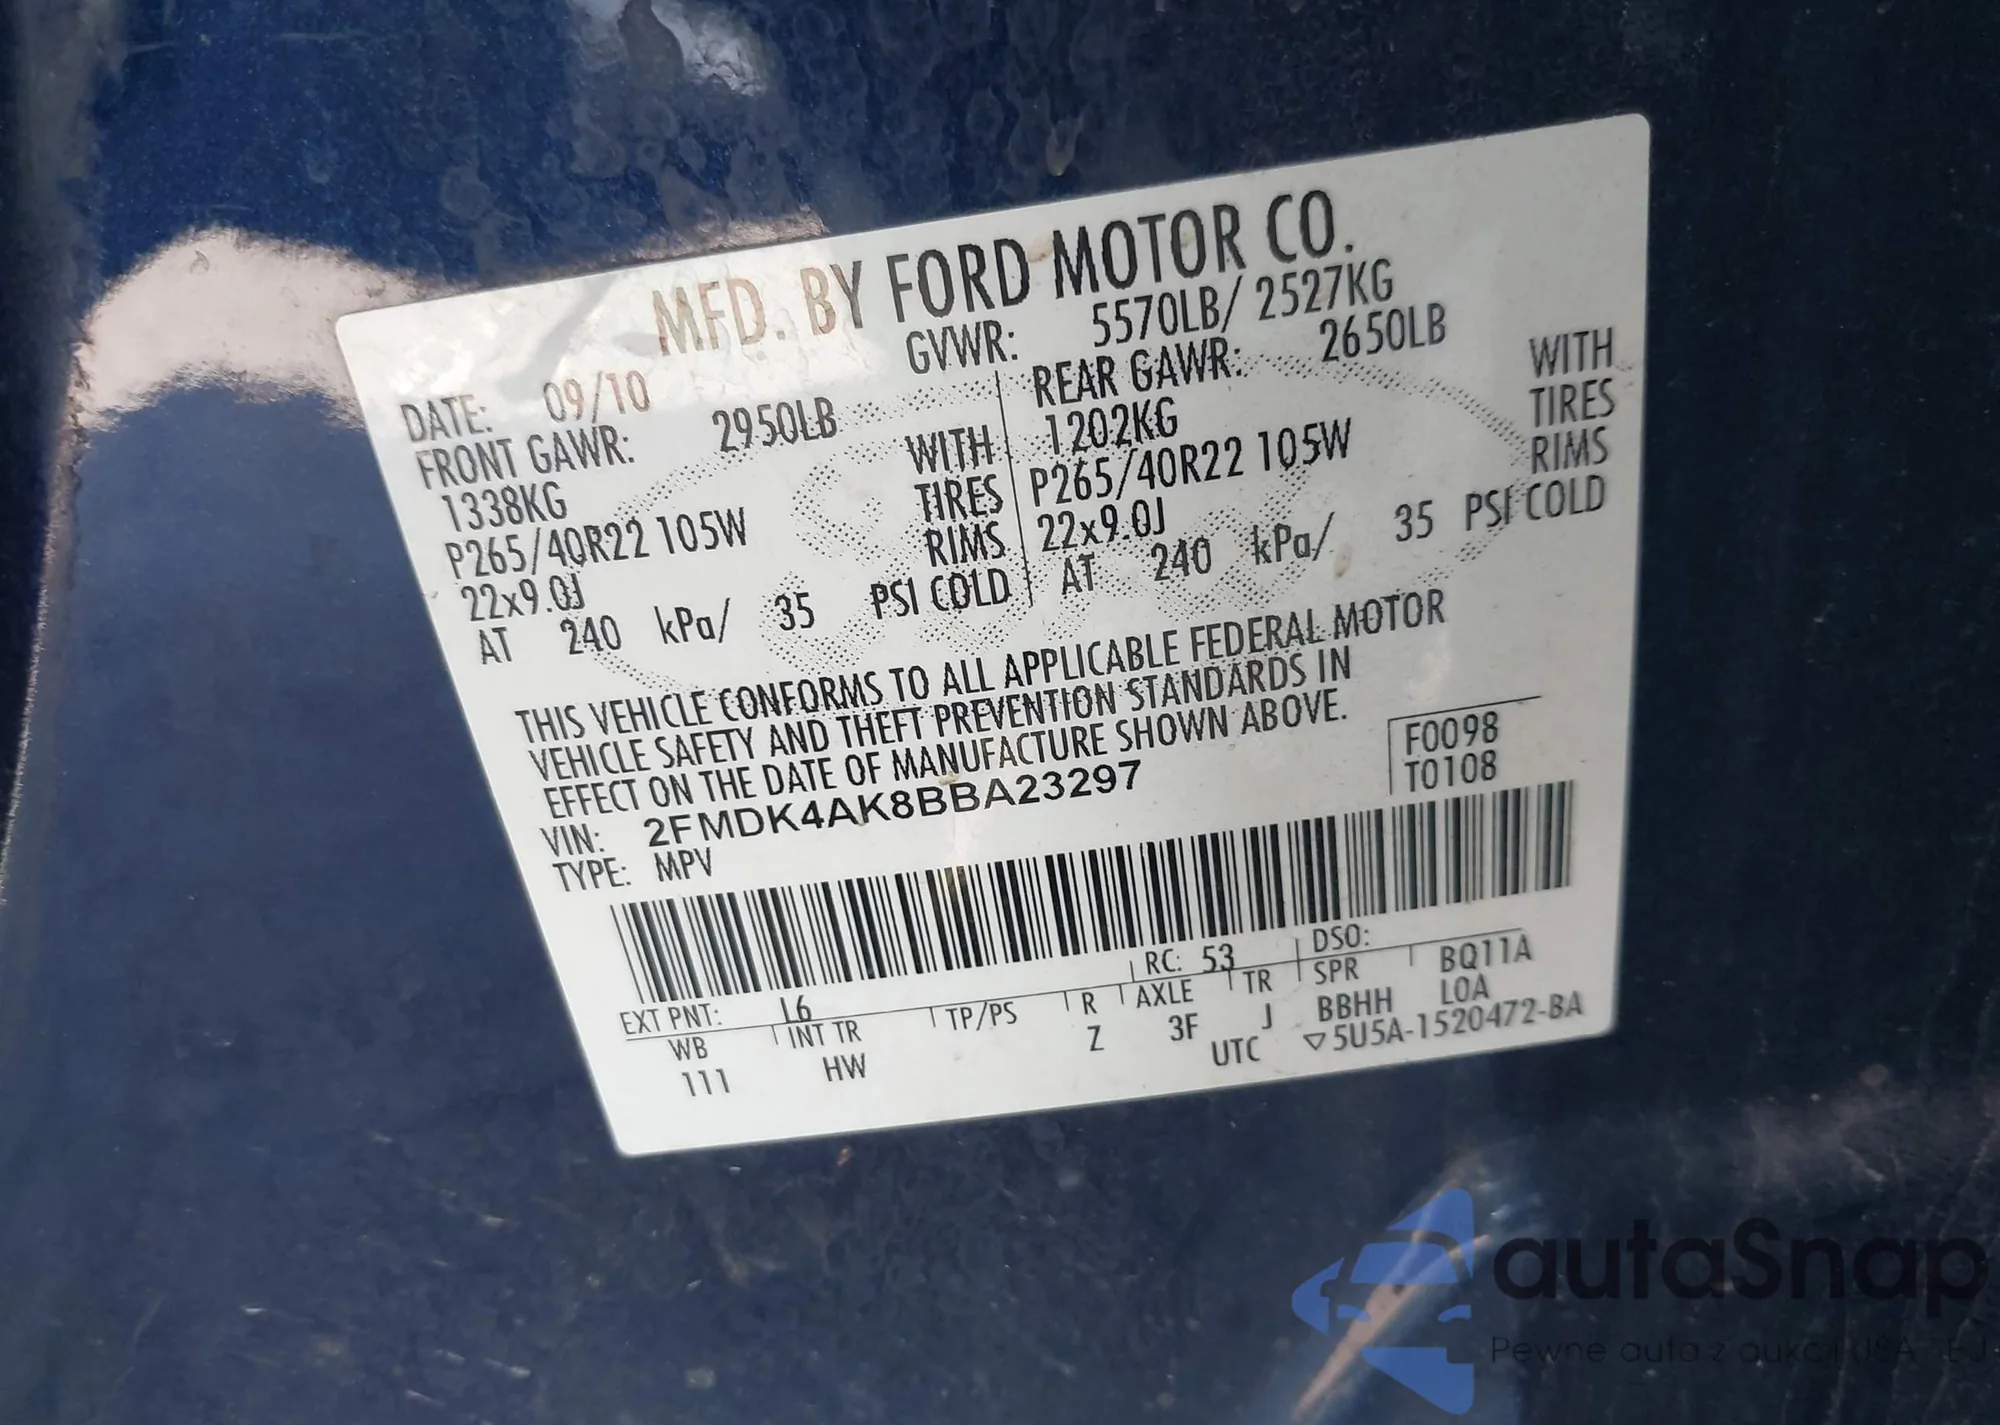 MFD. BY FORD MOTOR CO.
DATE: 09/10 GVWR: 5570LB/ 2527KG
FRONT GAWR: 2950LB REAR GAWR: 2650LB
1338KG WITH 1202KG WITH
P265/40R22 105W TIRES P265/40R22 105W TIRES
22x9.0J RIMS 22x9.0J RIMS
AT 240 kPa/ 35 PSI COLD AT 240 kPa/ 35 PSI COLD
THIS VEHICLE CONFORMS TO ALL APPLICABLE FEDERAL MOTOR
VEHICLE SAFETY AND THEFT PREVENTION STANDARDS IN
EFFECT ON THE DATE OF MANUFACTURE SHOWN ABOVE.
VIN: 2FMDK4AK8BBA23297 F0098
TYPE: MPV T0108
EXT PNT: L6 RC: 53 DSO:
WB INT TR TP/PS R AXLE TR SPR BQ11A
111 HW Z 3F J BBHH LOA
UTC ▽5U5A-1520472-BA
autaSnap
Pewne auta z aukcji USA i EJ